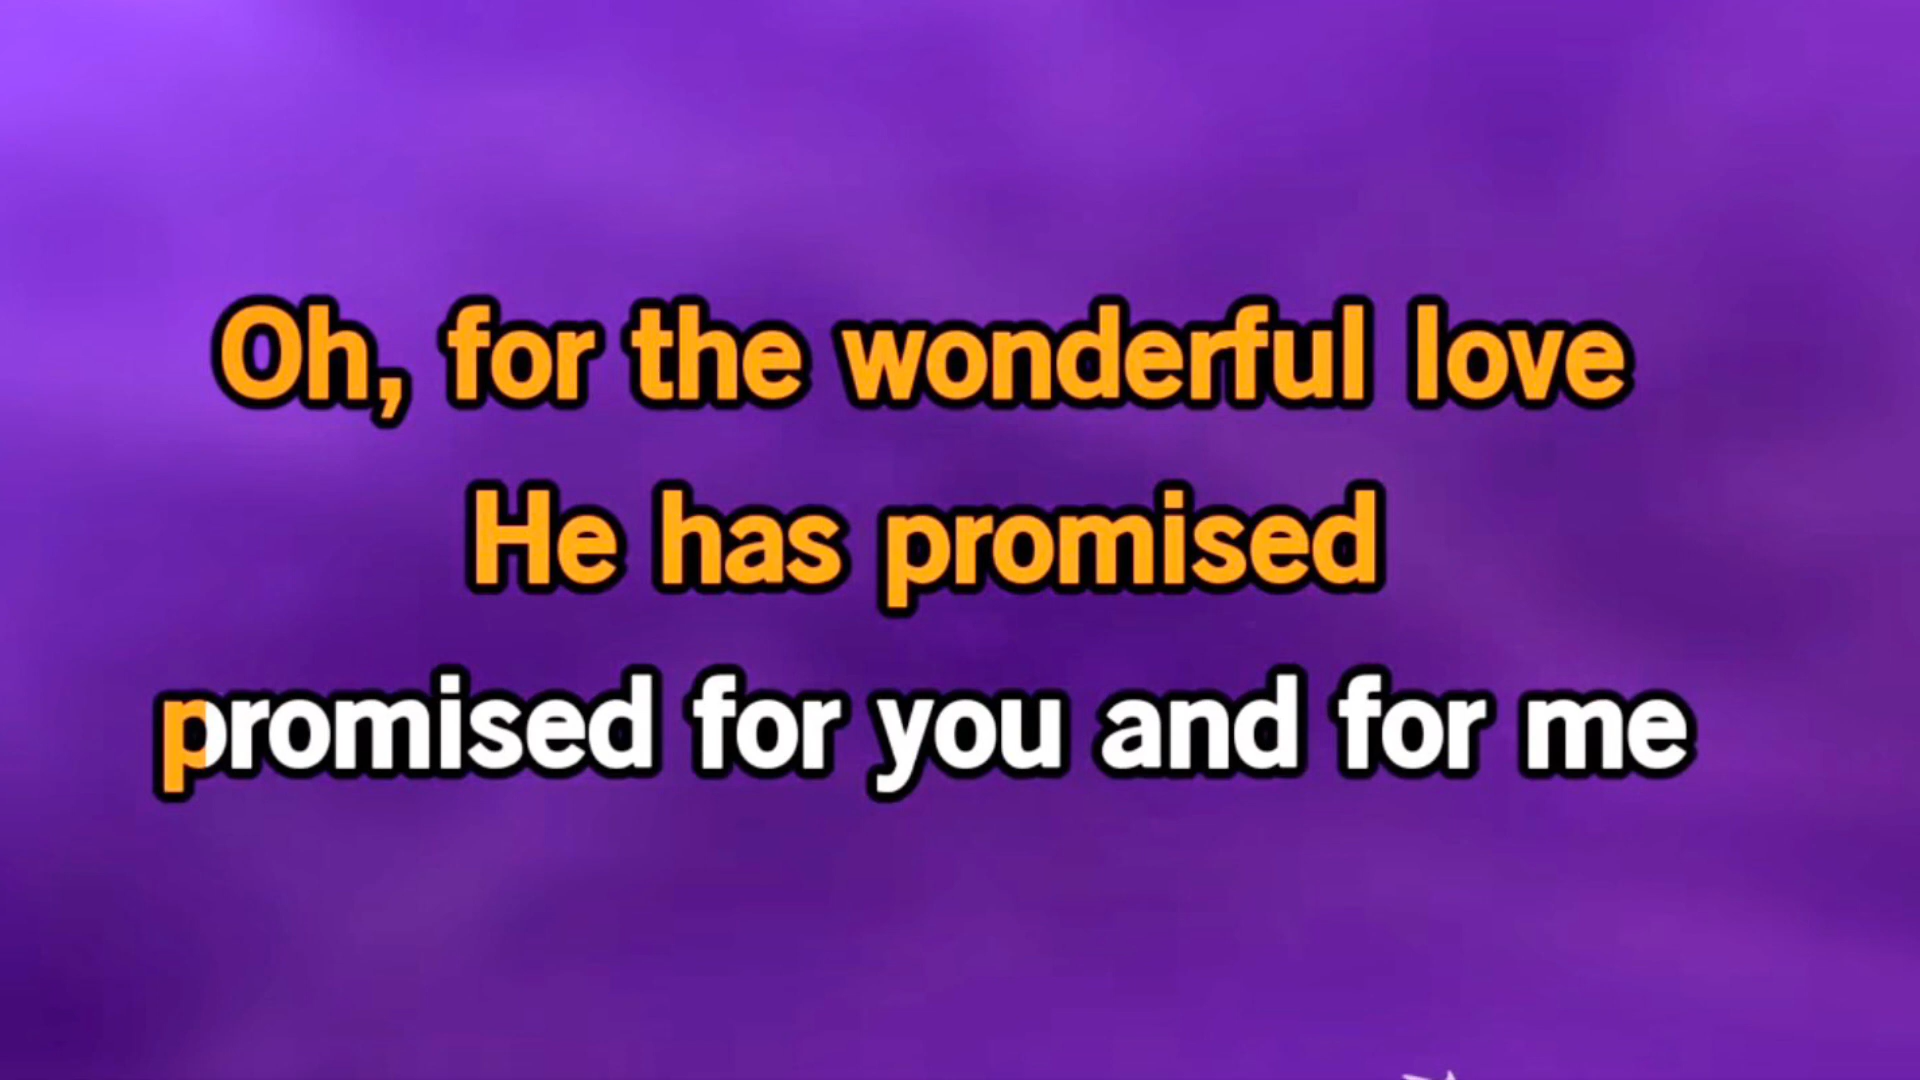 Oh, for the wonderful love
He has promised
promised for you and for me